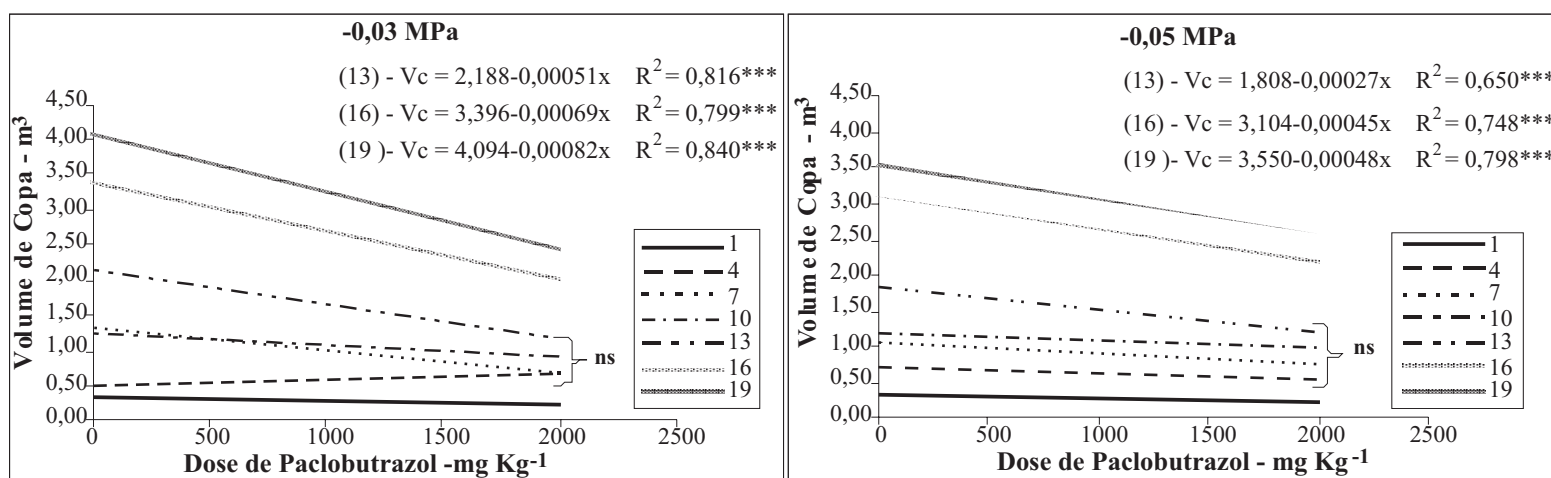 -0,03 MPa
(13) - Vc = 2,188-0,00051x R² = 0,816***
(16) - Vc = 3,396-0,00069x R² = 0,799***
(19 )- Vc = 4,094-0,00082x R² = 0,840***
Volume de Copa - m³
4,50
4,00
3,50
3,00
2,50
2,00
1,50
1,00
0,50
0,00
0 500 1000 1500 2000 2500
Dose de Paclobutrazol -mg Kg-1
ns
1
4
7
10
13
16
19
-0,05 MPa
(13) - Vc = 1,808-0,00027x R² = 0,650***
(16) - Vc = 3,104-0,00045x R² = 0,748***
(19 )- Vc = 3,550-0,00048x R² = 0,798***
Volume de Copa - m³
4,50
4,00
3,50
3,00
2,50
2,00
1,50
1,00
0,50
0,00
0 500 1000 1500 2000 2500
Dose de Paclobutrazol - mg Kg-1
ns
1
4
7
10
13
16
19